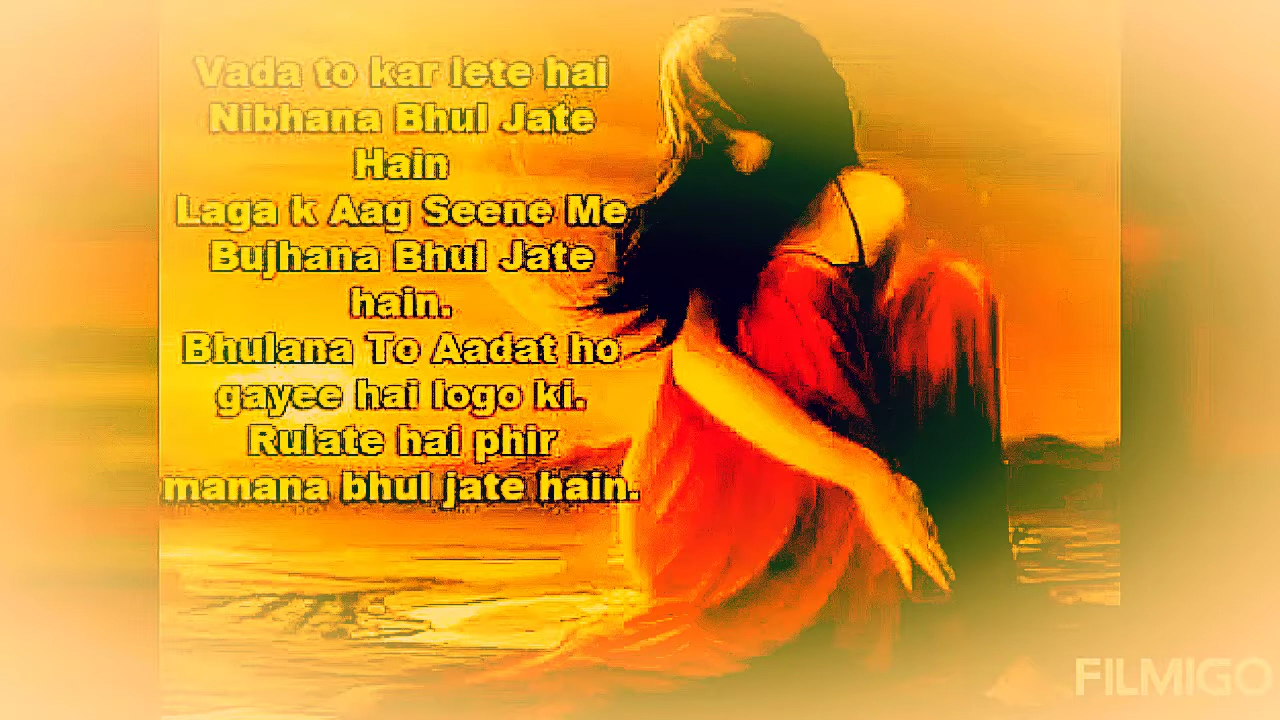 Vada to kar lete hai
Nibhana Bhul Jate
Hain
Laga k Aag Seene Me
Bujhana Bhul Jate
hain.
Bhulana To Aadat ho
gayee hai logo ki.
Rulate hai phir
manana bhul jate hain.
FILMIGO